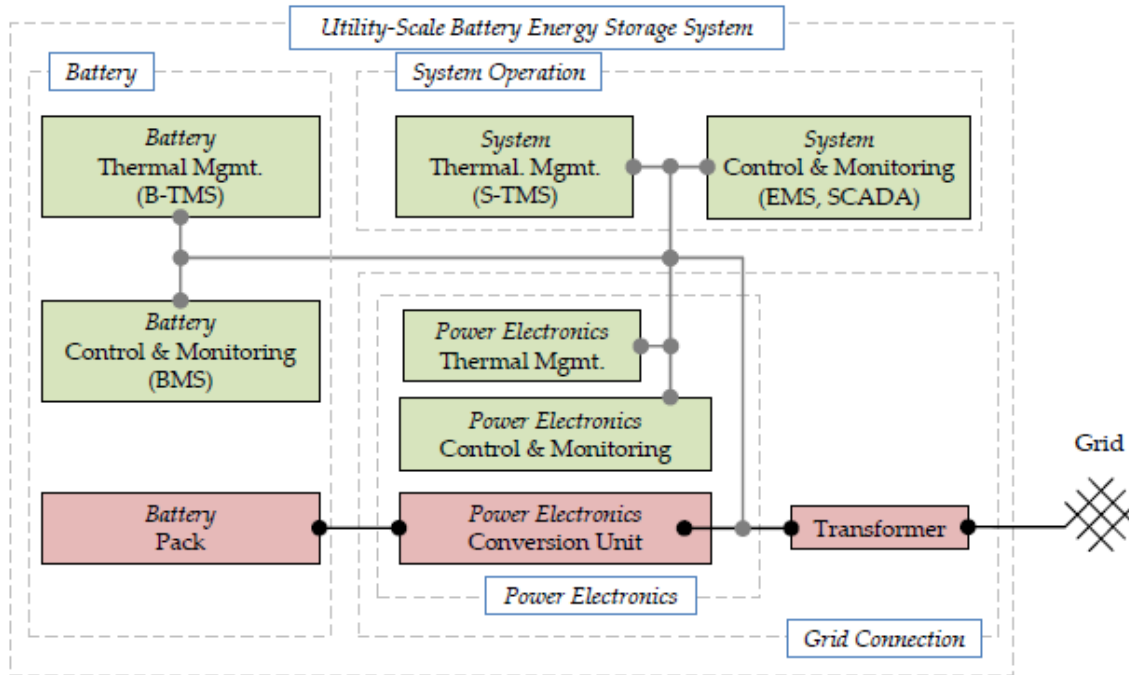 Utility-Scale Battery Energy Storage System
Battery
System Operation
Battery
Thermal Mgmt.
(B-TMS)
System
Thermal. Mgmt.
(S-TMS)
System
Control & Monitoring
(EMS, SCADA)
Battery
Control & Monitoring
(BMS)
Power Electronics
Thermal Mgmt.
Power Electronics
Control & Monitoring
Grid
Battery
Pack
Power Electronics
Conversion Unit
Transformer
Power Electronics
Grid Connection